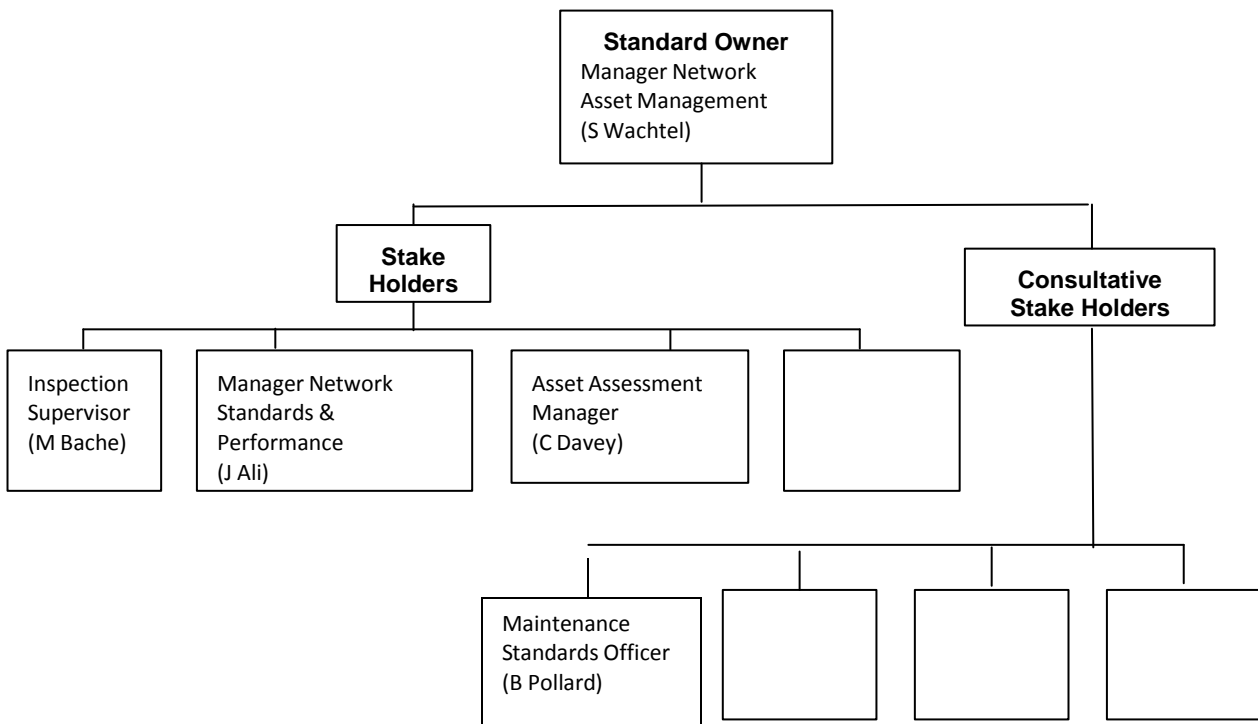 Standard Owner
Manager Network
Asset Management
(S Wachtel)
Stake
Holders
Consultative
Stake Holders
Inspection
Supervisor
(M Bache)
Manager Network
Standards &
Performance
(J Ali)
Asset Assessment
Manager
(C Davey)
Maintenance
Standards Officer
(B Pollard)